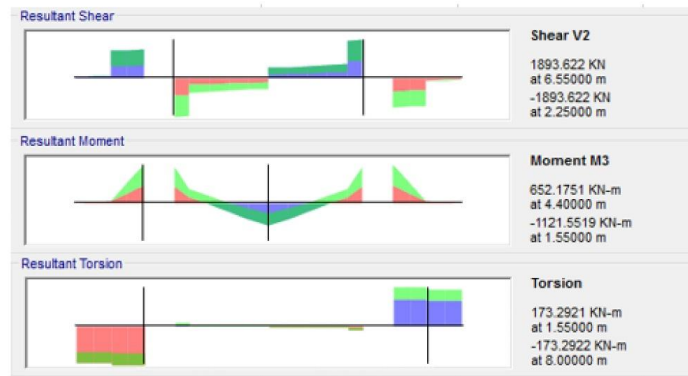 Resultant Shear
Shear V2
1893.622 KN
at 6.55000 m
-1893.622 KN
at 2.25000 m
Resultant Moment
Moment M3
652.1751 KN-m
at 4.40000 m
-1121.5519 KN-m
at 1.55000 m
Resultant Torsion
Torsion
173.2921 KN-m
at 1.55000 m
-173.2922 KN-m
at 8.00000 m